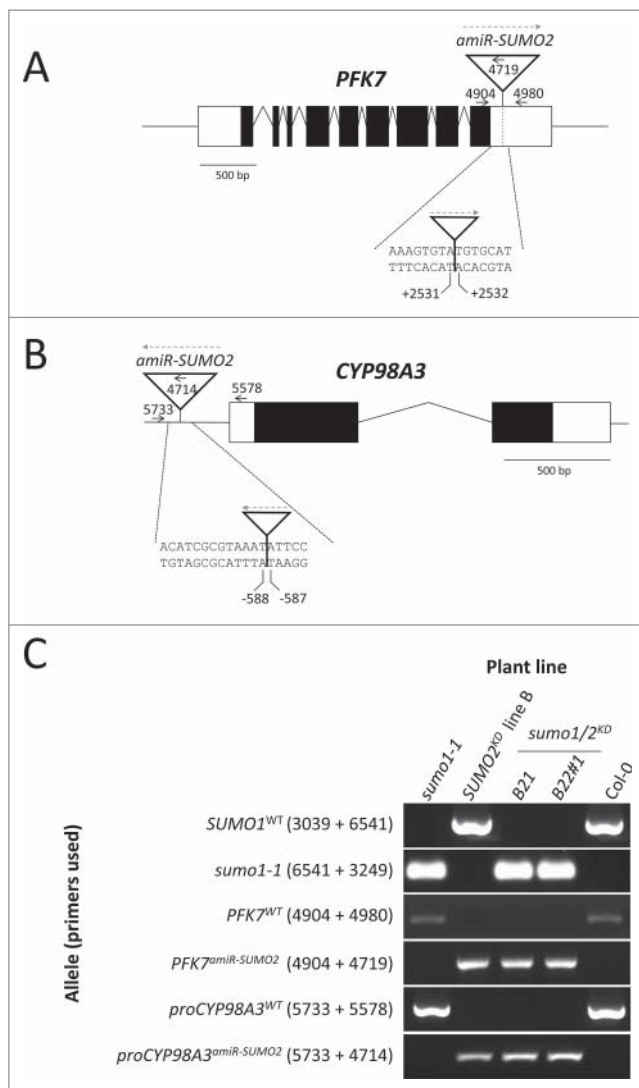 A
amiR-SUMO2
4719
PFK7
4904
4980
500 bp
AAAGTGTATGTGCAT
TTTCACATACACGTA
+2531
+2532
B
amiR-SUMO2
4714
5733
5578
CYP98A3
500 bp
ACATCGCGTAAATATTCC
TGTAGCGCATTTATAAGG
-588
-587
C
Plant line
sumo1-1
SUMO2KD line B
sumo1/2KD
B21
B22#1
Col-0
Allele (primers used)
SUMO1WT (3039 + 6541)
sumo1-1 (6541 + 3249)
PFK7WT (4904 + 4980)
PFK7amiR-SUMO2 (4904 + 4719)
proCYP98A3WT (5733 + 5578)
proCYP98A3amiR-SUMO2 (5733 + 4714)